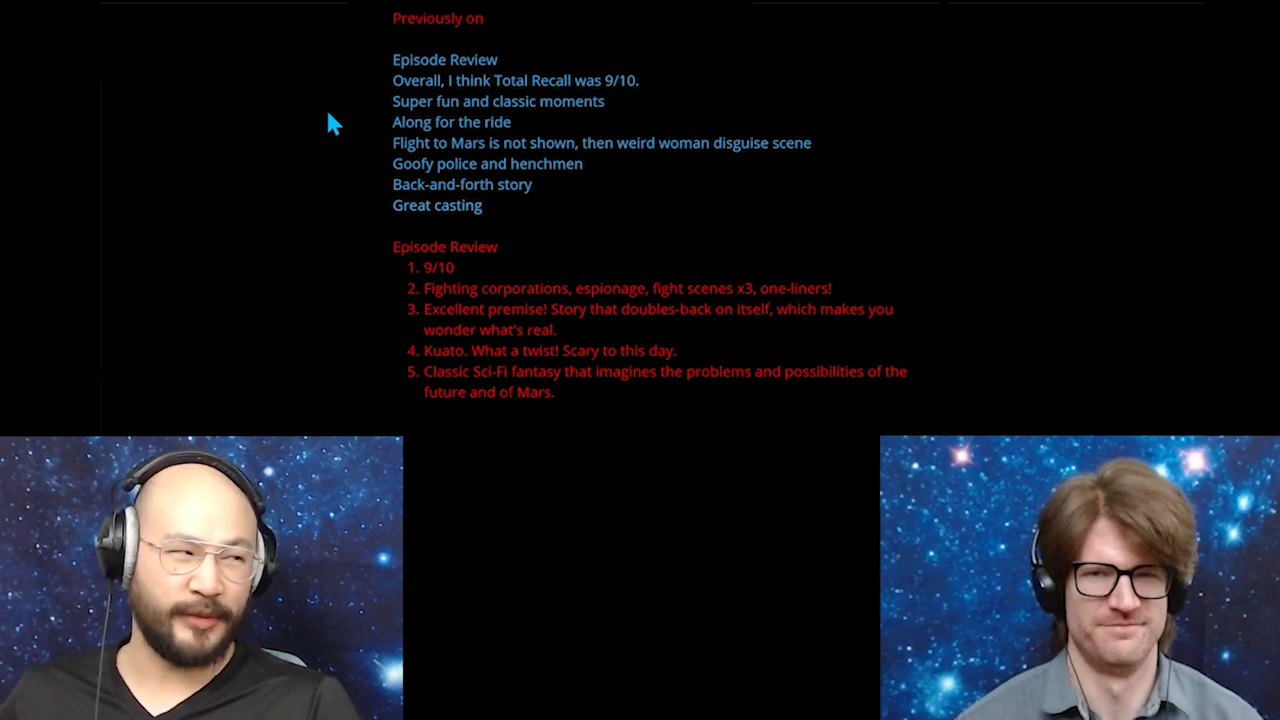 Previously on
Episode Review
Overall, I think Total Recall was 9/10.
Super fun and classic moments
Along for the ride
Flight to Mars is not shown, then weird woman disguise scene
Goofy police and henchmen
Back-and-forth story
Great casting
Episode Review
1. 9/10
2. Fighting corporations, espionage, fight scenes x3, one-liners!
3. Excellent premise! Story that doubles-back on itself, which makes you
wonder what's real.
4. Kuato. What a twist! Scary to this day.
5. Classic Sci-Fi fantasy that imagines the problems and possibilities of the
future and of Mars.